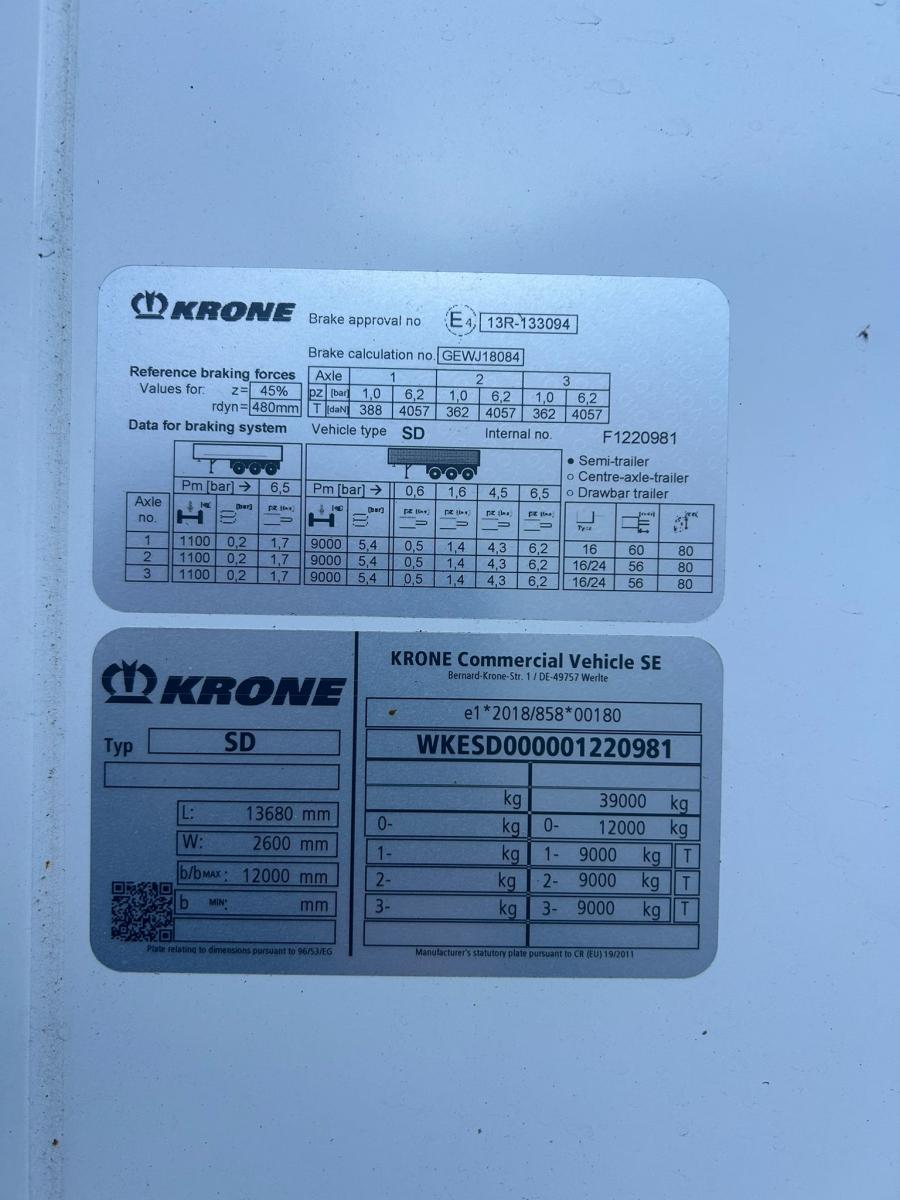 KRONE Brake approval no E4 13R-133094
Brake calculation no. GEWJ18084
Reference braking forces
Values for: z= 45%
rdyn= 480mm
Axle 1 2 3
pz [bar] 1,0 6,2 1,0 6,2 1,0 6,2
T [daN] 388 4057 362 4057 362 4057
Data for braking system Vehicle type SD Internal no. F1220981
• Semi-trailer
○ Centre-axle-trailer
○ Drawbar trailer
Pm [bar] → 6,5 Pm [bar] → 0,6 1,6 4,5 6,5
Axle no.
1 1100 0,2 1,7 9000 5,4 0,5 1,4 4,3 6,2 16 60 80
2 1100 0,2 1,7 9000 5,4 0,5 1,4 4,3 6,2 16/24 56 80
3 1100 0,2 1,7 9000 5,4 0,5 1,4 4,3 6,2 16/24 56 80
KRONE
Typ SD
L: 13680 mm
W: 2600 mm
b/bMAX: 12000 mm
b MIN: mm
Plate relating to dimensions pursuant to 96/53/EG
KRONE Commercial Vehicle SE
Bernard-Krone-Str. 1 / DE-49757 Werlte
e1*2018/858*00180
WKESD000001220981
kg 39000 kg
0- kg 0- 12000 kg
1- kg 1- 9000 kg T
2- kg 2- 9000 kg T
3- kg 3- 9000 kg T
Manufacturer's statutory plate pursuant to CR (EU) 19/2011